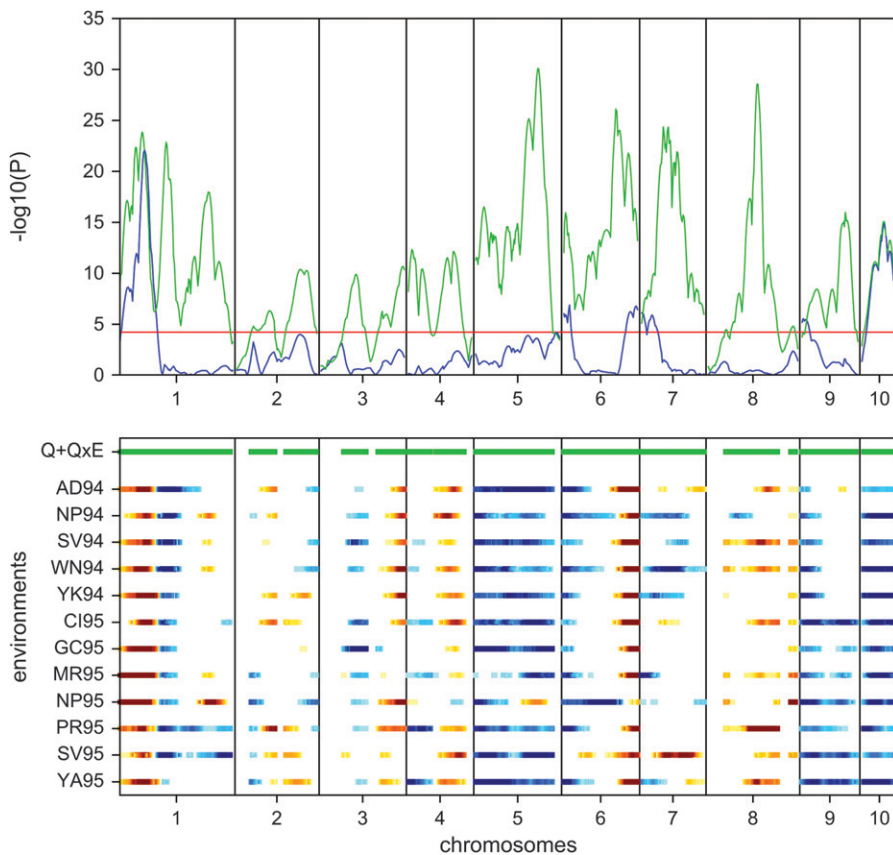 35
30
25
20
15
10
5
0
-log10(P)
1 2 3 4 5 6 7 8 9 10
Q+QxE
AD94
NP94
SV94
WN94
YK94
CI95
GC95
MR95
NP95
PR95
SV95
YA95
environments
1 2 3 4 5 6 7 8 9 10
chromosomes